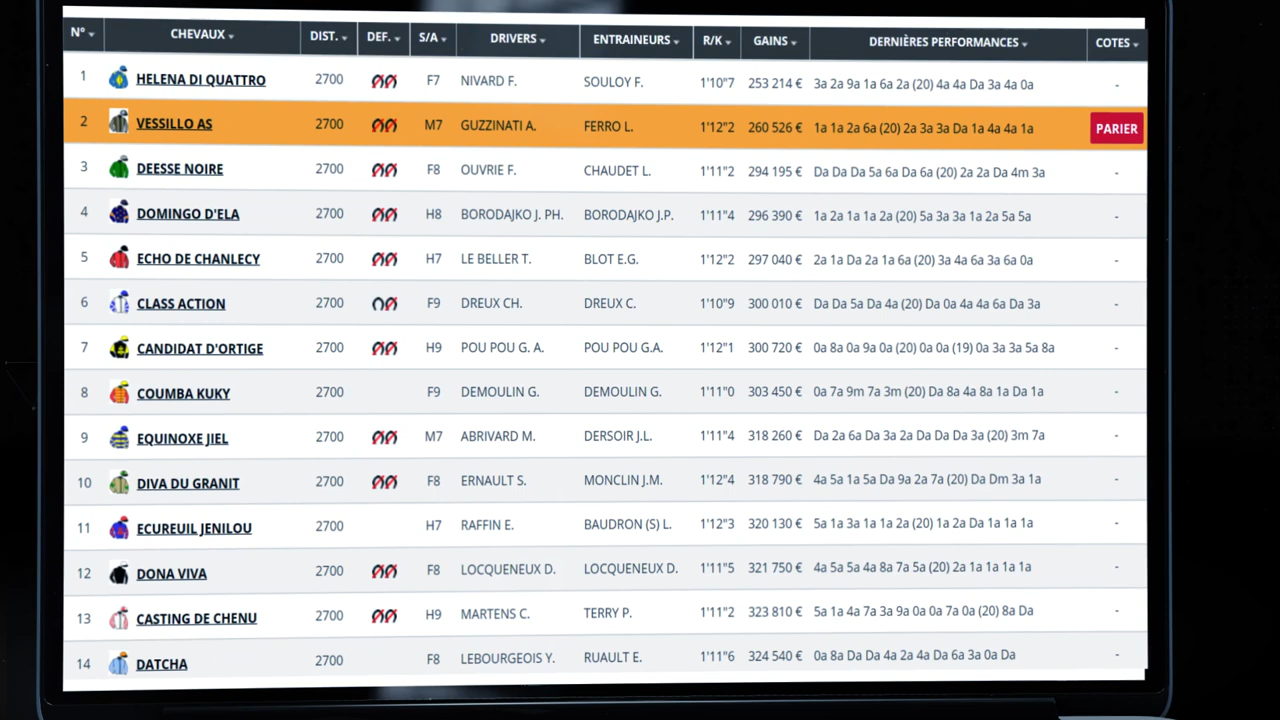 N° CHEVAUX DIST. DEF. S/A DRIVERS ENTRAINEURS R/K GAINS DERNIÈRES PERFORMANCES COTES
1 HELENA DI QUATTRO 2700 F7 NIVARD F. SOULOY F. 1'10"7 253 214 € 3a 2a 9a 1a 6a 2a (20) 4a 4a Da 3a 4a 0a -
2 VESSILLO AS 2700 M7 GUZZINATI A. FERRO L. 1'12"2 260 526 € 1a 1a 2a 6a (20) 2a 3a 3a Da 1a 4a 4a 1a PARIER
3 DEESSE NOIRE 2700 F8 OUVRIE F. CHAUDET L. 1'11"2 294 195 € Da Da Da 5a 6a Da 6a (20) 2a 2a Da 4m 3a -
4 DOMINGO D'ELA 2700 H8 BORODAJKO J. PH. BORODAJKO J.P. 1'11"4 296 390 € 1a 2a 1a 1a 2a (20) 5a 3a 3a 1a 2a 5a 5a -
5 ECHO DE CHANLECY 2700 H7 LE BELLER T. BLOT E.G. 1'12"2 297 040 € 2a 1a Da 2a 1a 6a (20) 3a 4a 6a 3a 6a 0a -
6 CLASS ACTION 2700 F9 DREUX CH. DREUX C. 1'10"9 300 010 € Da Da 5a Da 4a (20) Da 0a 4a 4a 6a Da 3a -
7 CANDIDAT D'ORTIGE 2700 H9 POU POU G. A. POU POU G.A. 1'12"1 300 720 € 0a 8a 0a 9a 0a (20) 0a 0a (19) 0a 3a 3a 5a 8a -
8 COUMBA KUKY 2700 F9 DEMOULIN G. DEMOULIN G. 1'11"0 303 450 € 0a 7a 9m 7a 3m (20) Da 8a 4a 8a 1a Da 1a -
9 EQUINOXE JIEL 2700 M7 ABRIVARD M. DERSOIR J.L. 1'11"4 318 260 € Da 2a 6a Da 3a 2a Da Da Da 3a (20) 3m 7a -
10 DIVA DU GRANIT 2700 F8 ERNAULT S. MONCLIN J.M. 1'12"4 318 790 € 4a 5a 1a 5a Da 9a 2a 7a (20) Da Dm 3a 1a -
11 ECUREUIL JENILOU 2700 H7 RAFFIN E. BAUDRON (S) L. 1'12"3 320 130 € 5a 1a 3a 1a 1a 2a (20) 1a 2a Da 1a 1a 1a -
12 DONA VIVA 2700 F8 LOCQUENEUX D. LOCQUENEUX D. 1'11"5 321 750 € 4a 5a 5a 4a 8a 7a 5a (20) 2a 1a 1a 1a 1a -
13 CASTING DE CHENU 2700 H9 MARTENS C. TERRY P. 1'11"2 323 810 € 5a 1a 4a 7a 3a 9a 0a 0a 7a 0a (20) 8a Da -
14 DATCHA 2700 F8 LEBOURGEOIS Y. RUAULT E. 1'11"6 324 540 € 0a 8a Da Da 4a 2a 4a Da 6a 3a 0a Da -